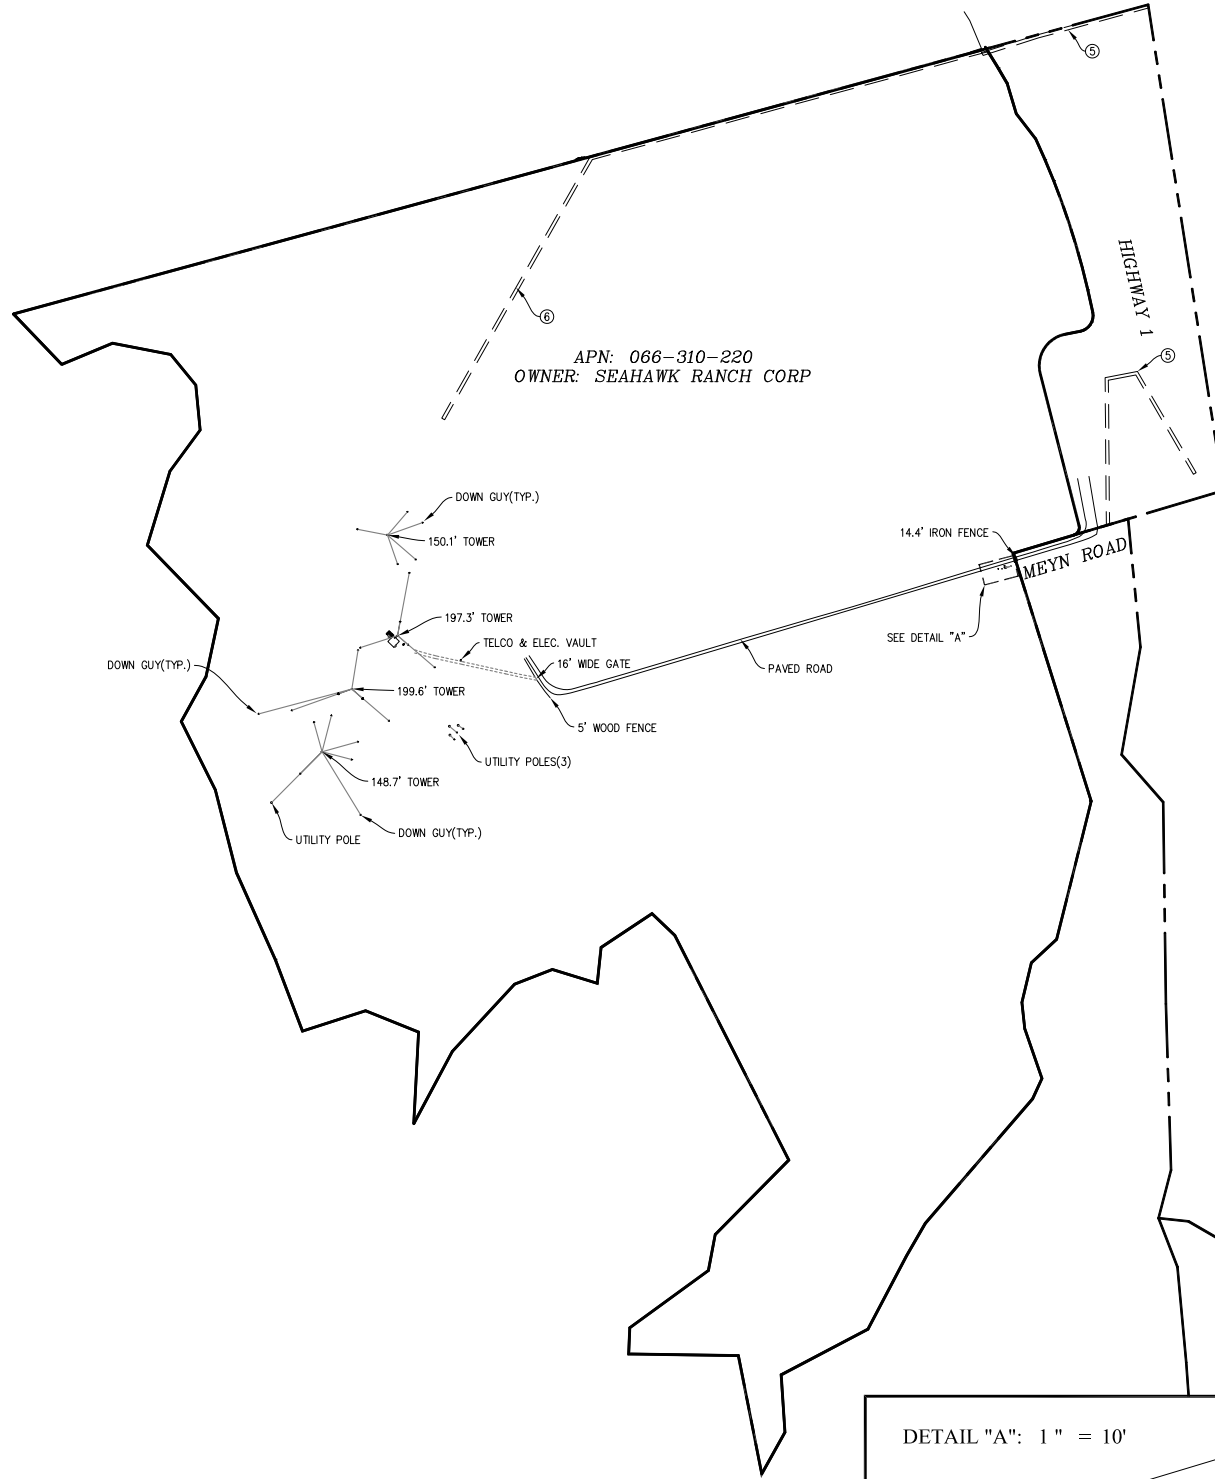 5
HIGHWAY 1
6
APN: 066-310-220
OWNER: SEAHAWK RANCH CORP
5
DOWN GUY(TYP.)
150.1' TOWER
14.4' IRON FENCE
MEYN ROAD
197.3' TOWER
SEE DETAIL "A"
TELCO & ELEC. VAULT
16' WIDE GATE
DOWN GUY(TYP.)
PAVED ROAD
199.6' TOWER
5' WOOD FENCE
UTILITY POLES(3)
148.7' TOWER
DOWN GUY(TYP.)
UTILITY POLE
DETAIL "A": 1 " = 10'